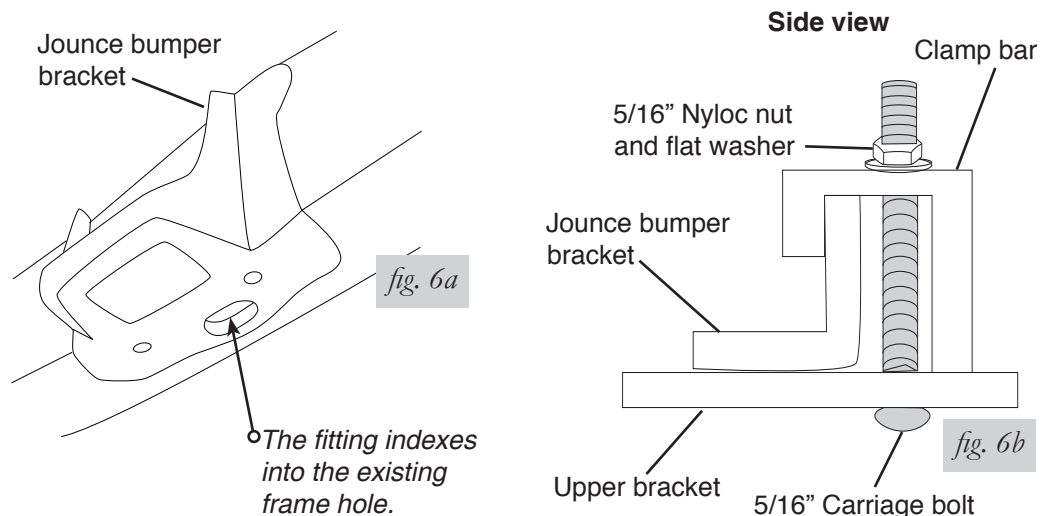 Jounce bumper
bracket
fig. 6a
The fitting indexes
into the existing
frame hole.
Side view
Clamp bar
5/16” Nyloc nut
and flat washer
Jounce bumper
bracket
fig. 6b
Upper bracket
5/16” Carriage bolt